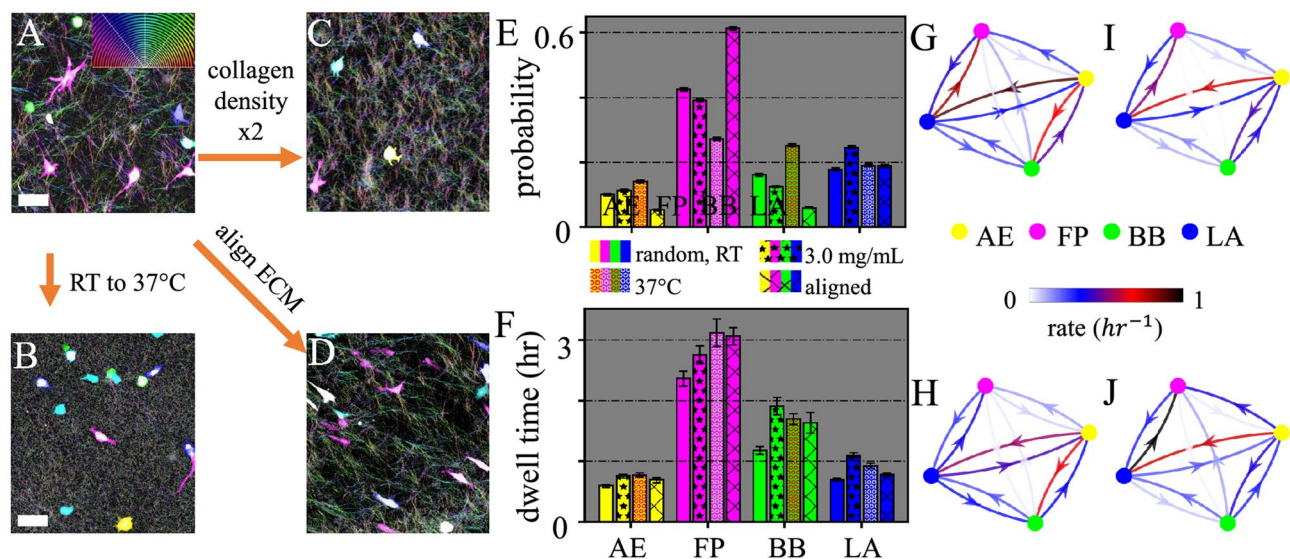 A
collagen
density
x2
C
RT to 37°C
align ECM
B
D
E
probability
0.6
0
AE FP BB LA
random, RT
3.0 mg/mL
37°C
aligned
F
dwell time (hr)
3
0
AE FP BB LA
G
I
AE FP BB LA
0 1
rate (hr⁻¹)
H
J